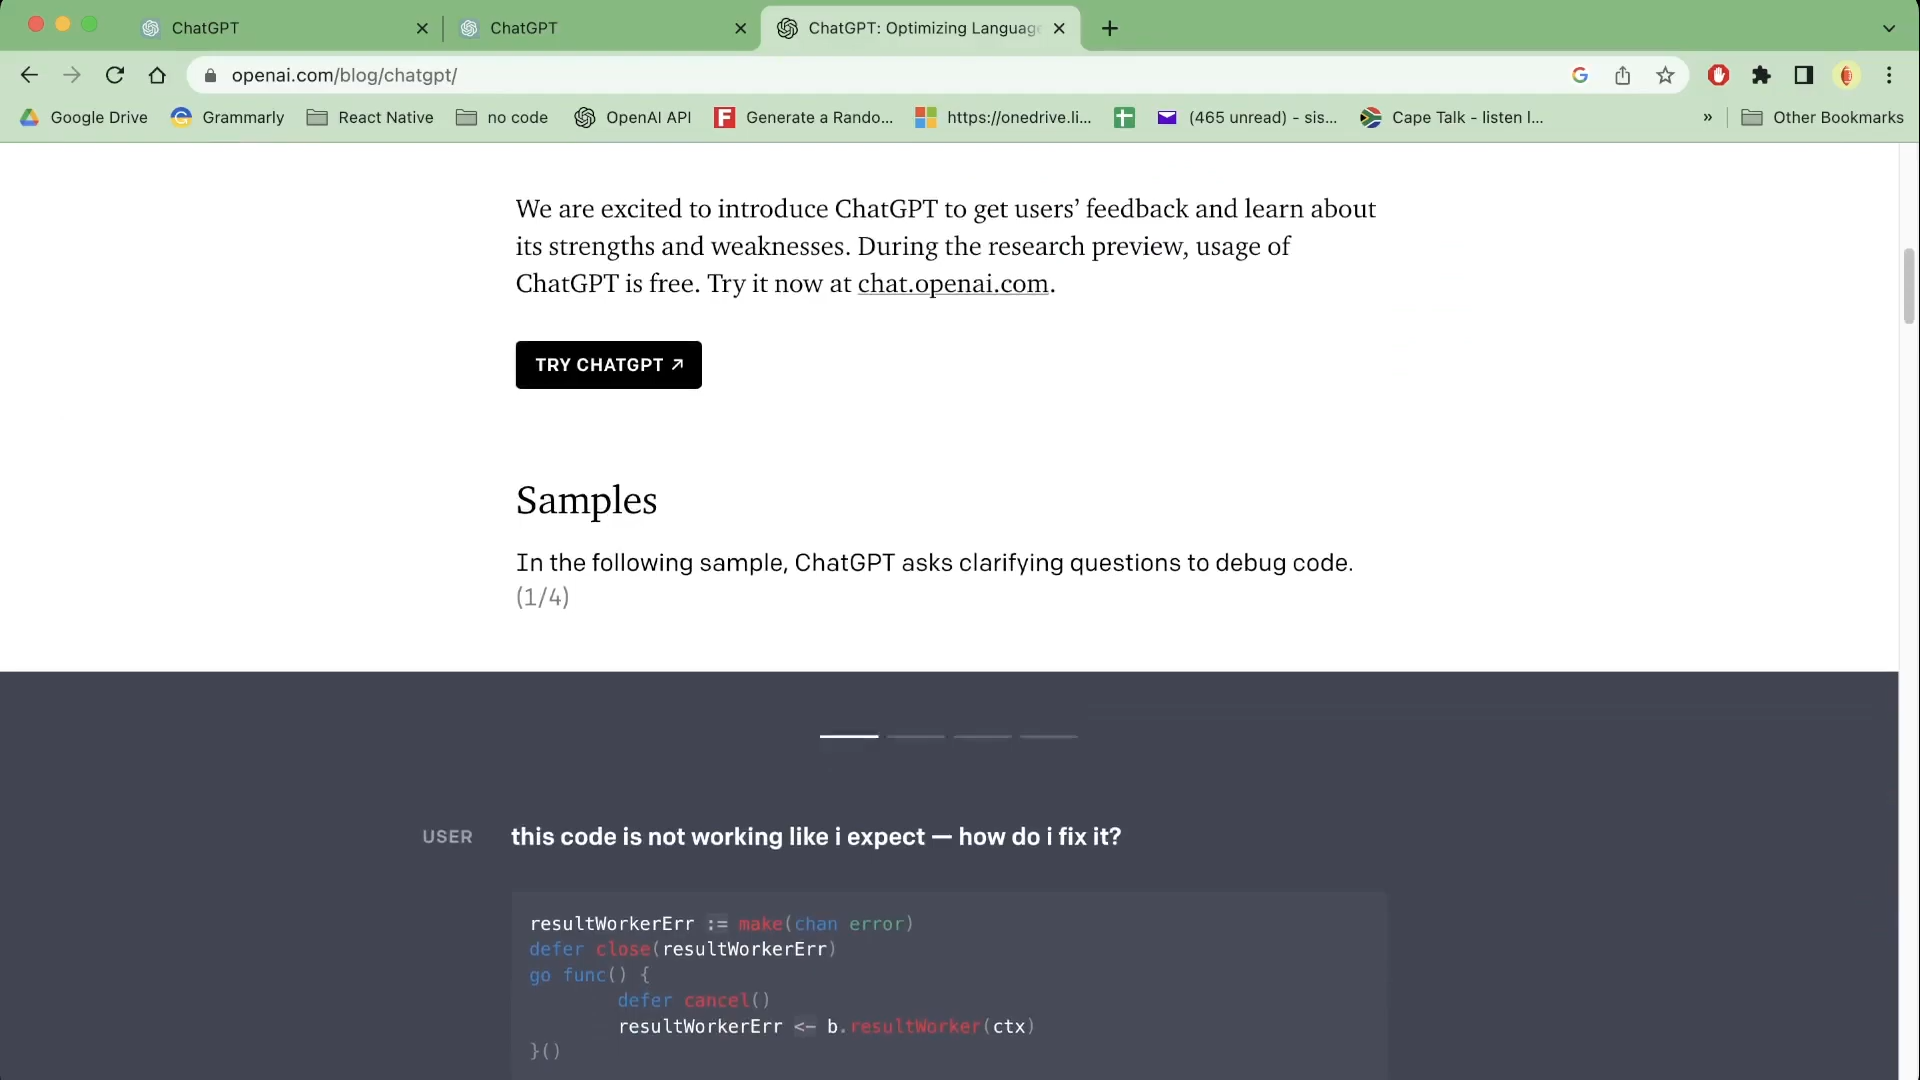 ChatGPT
ChatGPT
ChatGPT: Optimizing Language
openai.com/blog/chatgpt/
Google Drive
Grammarly
React Native
no code
OpenAI API
Generate a Rando...
https://onedrive.li...
(465 unread) - sis...
Cape Talk - listen l...
»
Other Bookmarks
We are excited to introduce ChatGPT to get users’ feedback and learn about
its strengths and weaknesses. During the research preview, usage of
ChatGPT is free. Try it now at chat.openai.com.
TRY CHATGPT ↗
Samples
In the following sample, ChatGPT asks clarifying questions to debug code.
(1/4)
USER
this code is not working like i expect — how do i fix it?
resultWorkerErr := make(chan error)
defer close(resultWorkerErr)
go func() {
defer cancel()
resultWorkerErr <- b.resultWorker(ctx)
}()